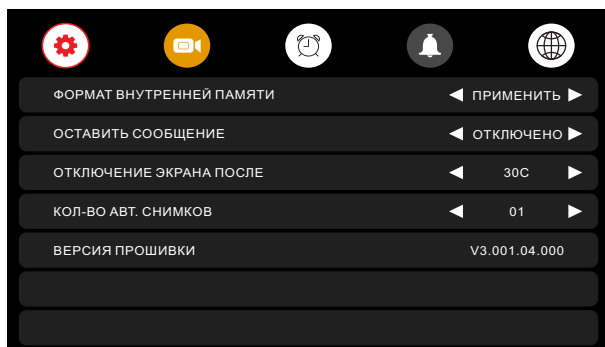 ФОРМАТ ВНУТРЕННЕЙ ПАМЯТИ ПРИМЕНИТЬ
ОСТАВИТЬ СООБЩЕНИЕ ОТКЛЮЧЕНО
ОТКЛЮЧЕНИЕ ЭКРАНА ПОСЛЕ 30С
КОЛ-ВО АВТ. СНИМКОВ 01
ВЕРСИЯ ПРОШИВКИ V3.001.04.000